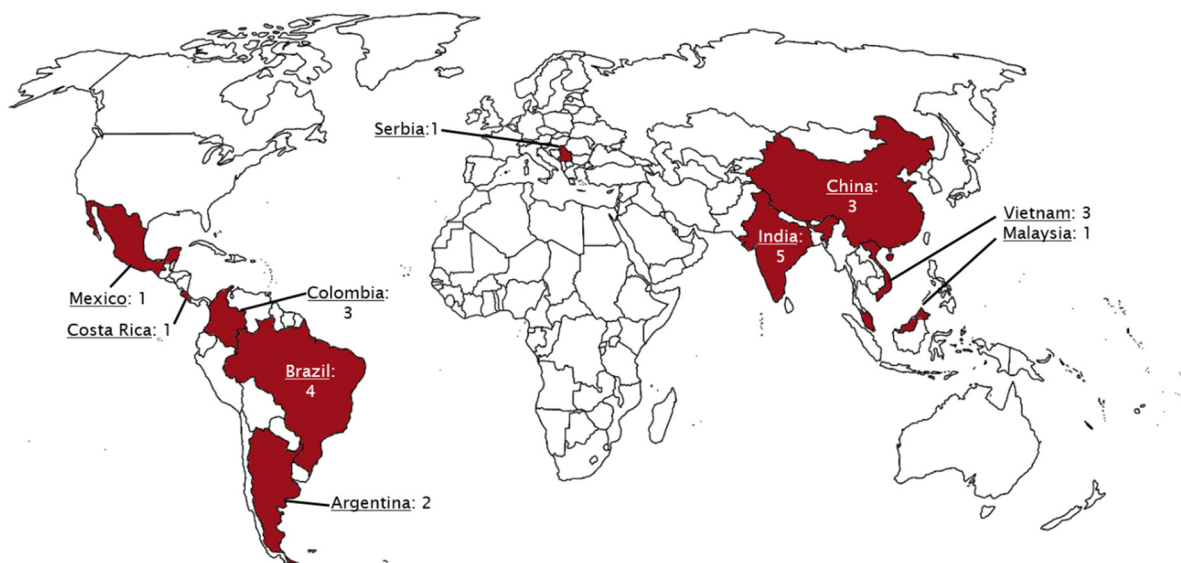 Serbia:1
China:
3
Vietnam: 3
India:
5
Malaysia: 1
Mexico: 1
Colombia:
3
Costa Rica: 1
Brazil:
4
Argentina: 2